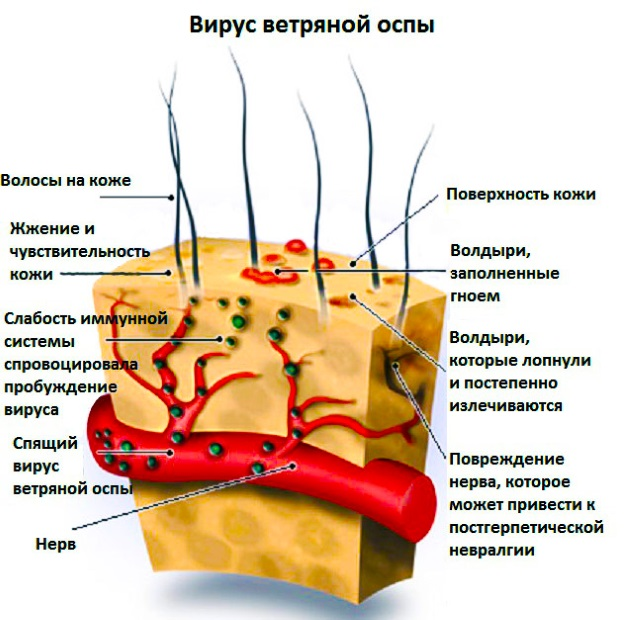 Вирус ветряной оспы
Волосы на коже
Жжение и
чувствительность
кожи
Слабость иммунной
системы
спровоцировала
пробуждение
вируса
Спящий
вирус
ветряной оспы
Нерв
Поверхность кожи
Волдыри,
заполненные
гноем
Волдыри,
которые лопнули
и постепенно
излечиваются
Повреждение
нерва, которое
может привести к
постгерпетической
невралгии